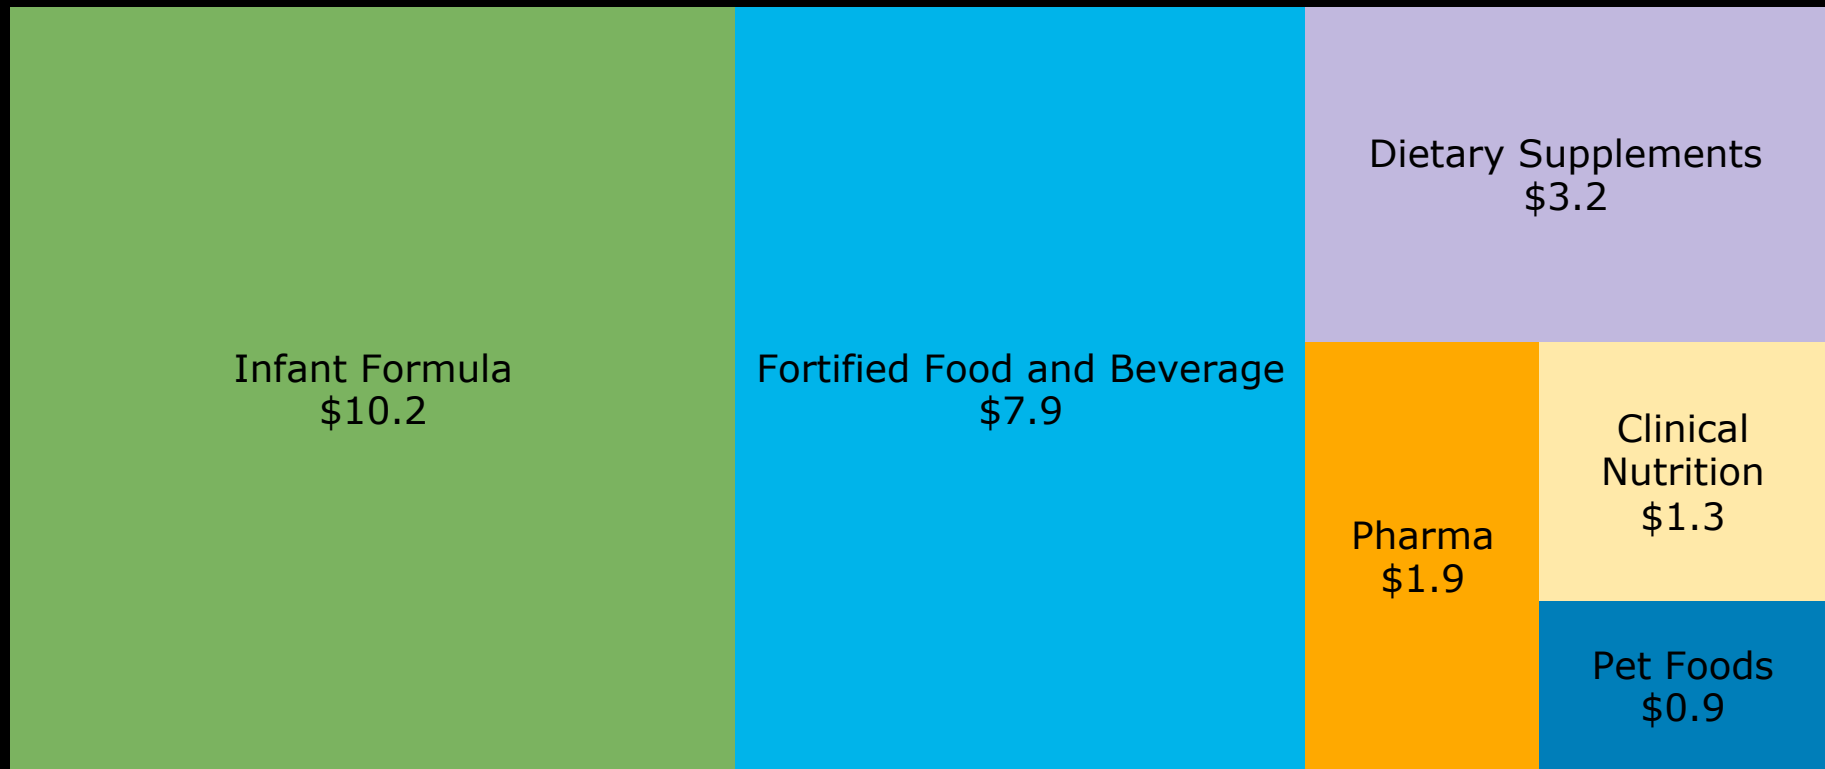 Infant Formula
$10.2
Fortified Food and Beverage
$7.9
Dietary Supplements
$3.2
Pharma
$1.9
Clinical
Nutrition
$1.3
Pet Foods
$0.9